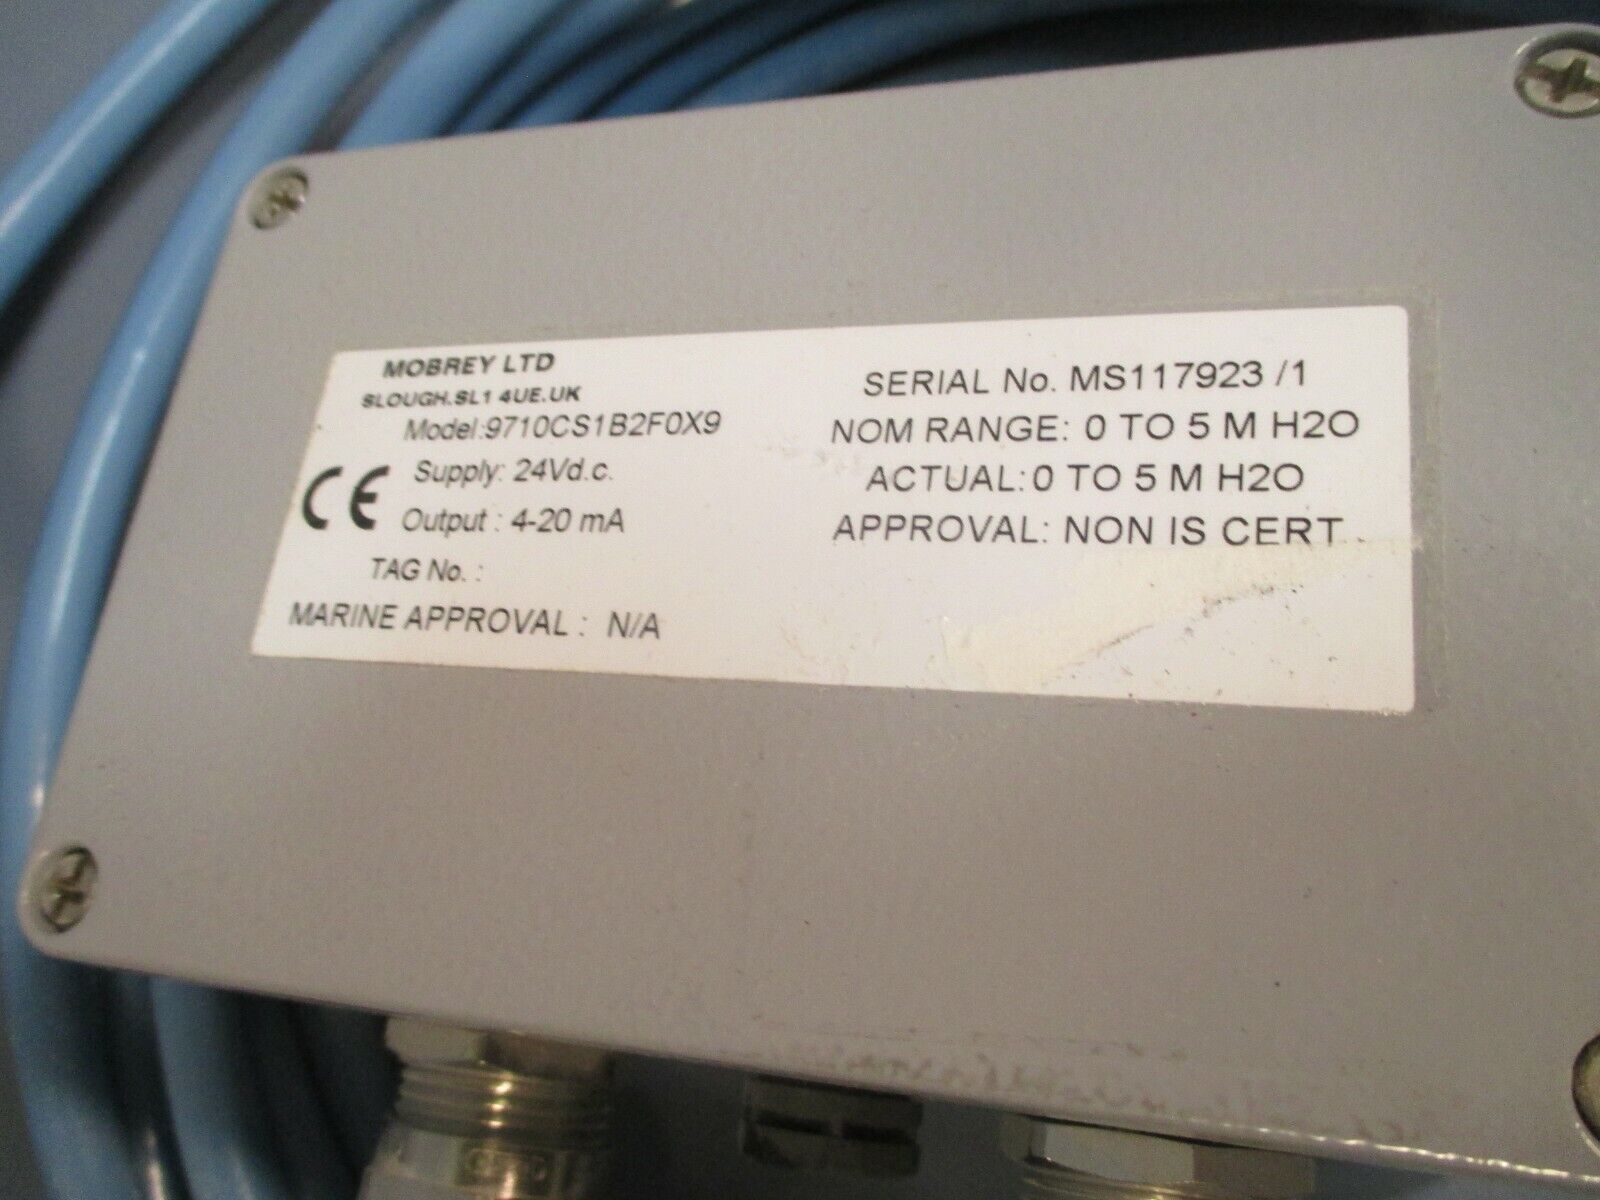 MOBREY LTD
SLOUGH.SL1 4UE.UK
Model:9710CS1B2F0X9
Supply: 24Vd.c.
CE Output : 4-20 mA
TAG No. :
MARINE APPROVAL : N/A
SERIAL No. MS117923 /1
NOM RANGE: 0 TO 5 M H2O
ACTUAL: 0 TO 5 M H2O
APPROVAL: NON IS CERT